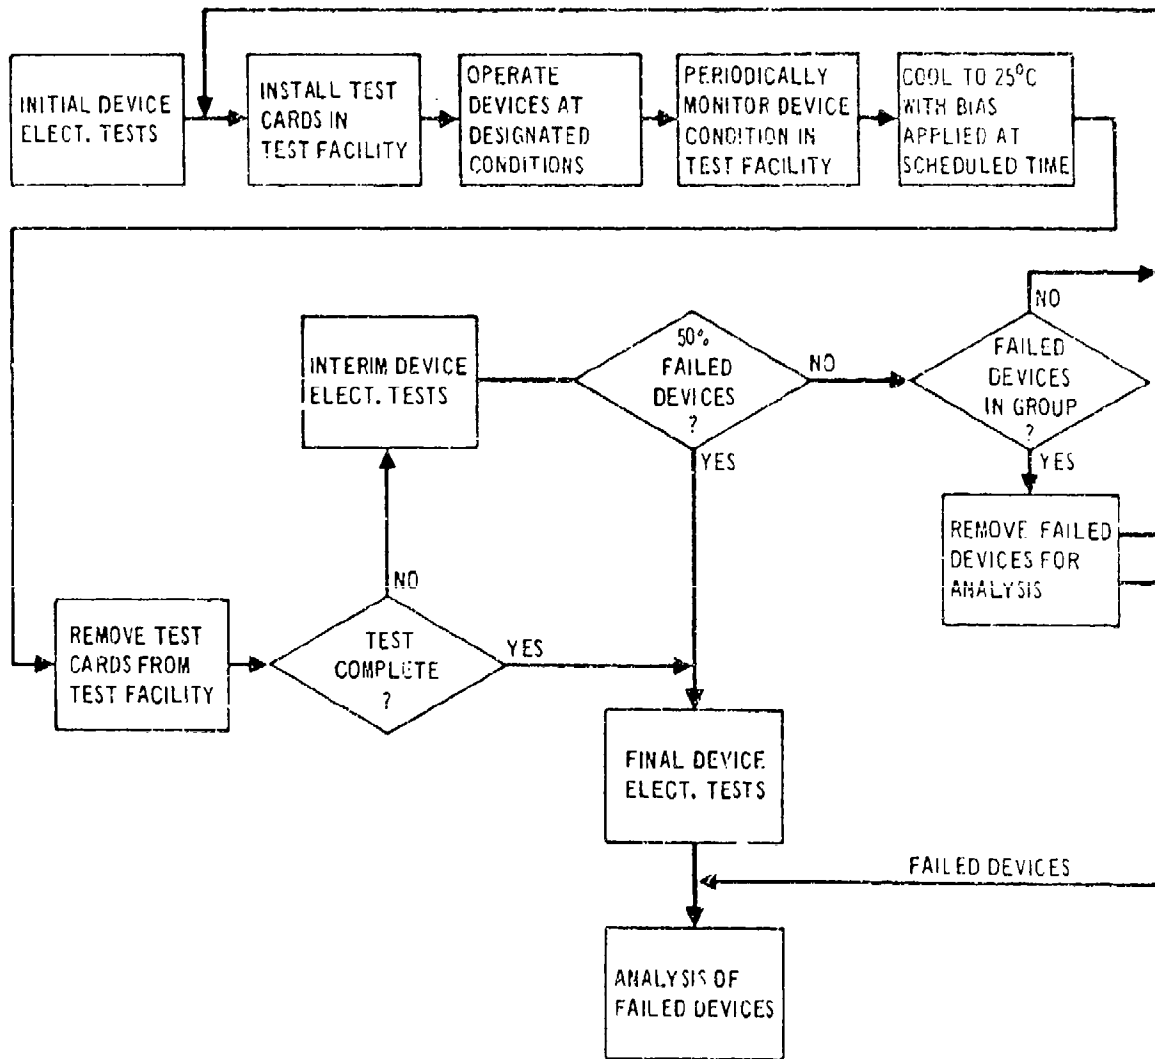 INITIAL DEVICE
ELECT. TESTS
INSTALL TEST
CARDS IN
TEST FACILITY
OPERATE
DEVICES AT
DESIGNATED
CONDITIONS
PERIODICALLY
MONITOR DEVICE
CONDITION IN
TEST FACILITY
COOL TO 25⁰C
WITH BIAS
APPLIED AT
SCHEDULED TIME
INTERIM DEVICE
ELECT. TESTS
50%
FAILED
DEVICES
?
NO
YES
NO
FAILED
DEVICES
IN GROUP
?
YES
REMOVE FAILED
DEVICES FOR
ANALYSIS
REMOVE TEST
CARDS FROM
TEST FACILITY
NO
TEST
COMPLETE
?
YES
FINAL DEVICE
ELECT. TESTS
FAILED DEVICES
ANALYSIS OF
FAILED DEVICES